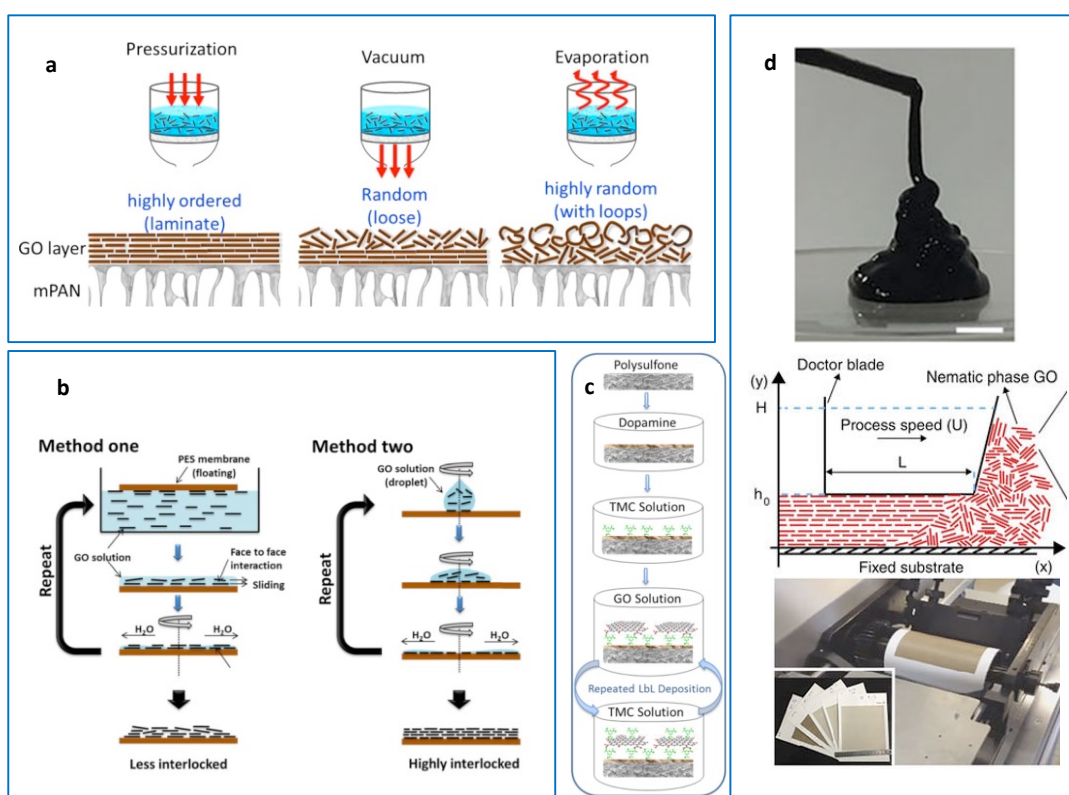 a
Pressurization
Vacuum
Evaporation
highly ordered
(laminate)
Random
(loose)
highly random
(with loops)
GO layer
mPAN
b
Method one
PES membrane
(floating)
GO solution
Face to face
interaction
Sliding
Repeat
H₂O
H₂O
Less interlocked
Method two
GO solution
(droplet)
Repeat
H₂O
H₂O
Highly interlocked
c
Polysulfone
Dopamine
TMC Solution
GO Solution
Repeated LbL Deposition
TMC Solution
d
Doctor blade
Nematic phase GO
(y)
H
Process speed (U)
L
h₀
Fixed substrate
(x)